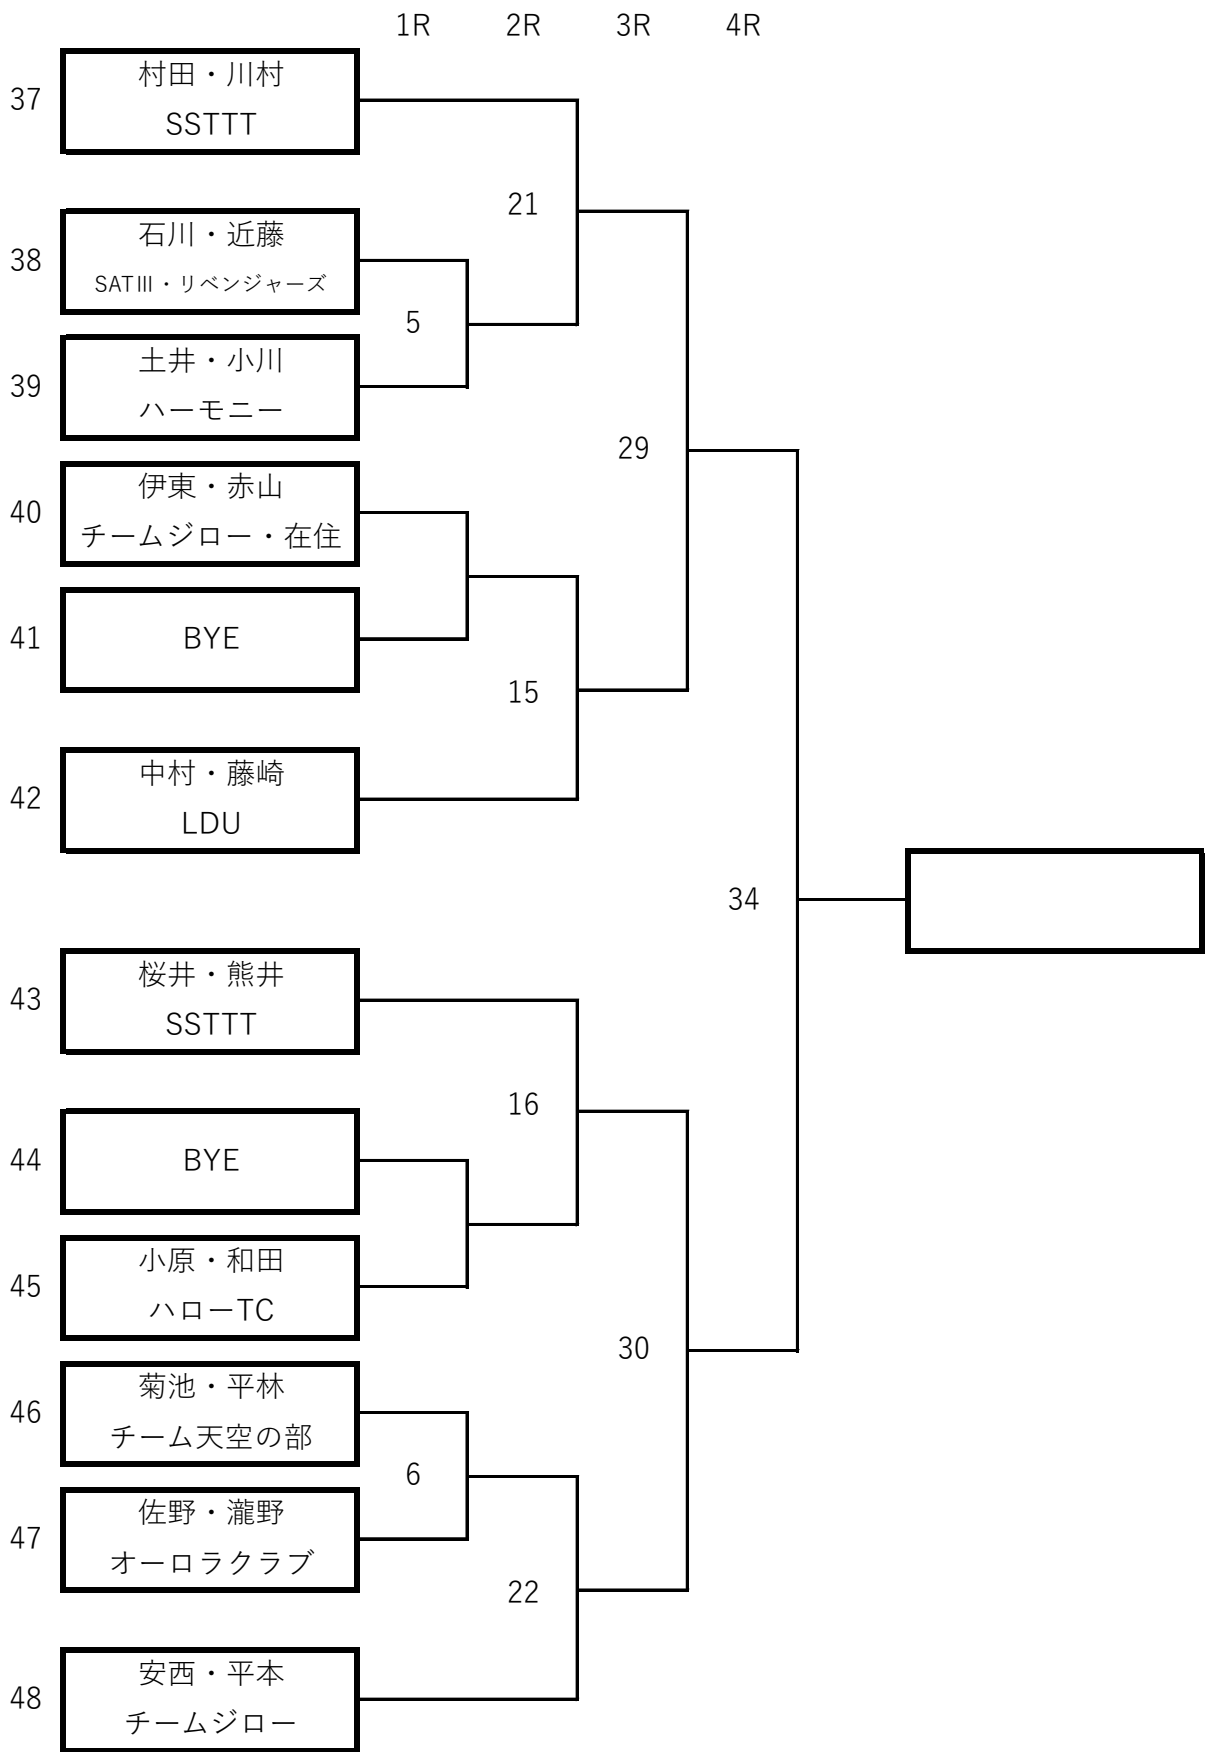 1R 2R 3R 4R
村田・川村
37
SSTTT
21
石川・近藤
38
SATⅢ・リベンジャーズ
5
土井・小川
39
ハーモニー
29
伊東・赤山
40
チームジロー・在住
41
BYE
15
中村・藤崎
42
LDU
34
桜井・熊井
43
SSTTT
16
44
BYE
小原・和田
45
ハローTC
30
菊池・平林
46
チーム天空の部
6
佐野・瀧野
47
オーロラクラブ
22
安西・平本
48
チームジロー